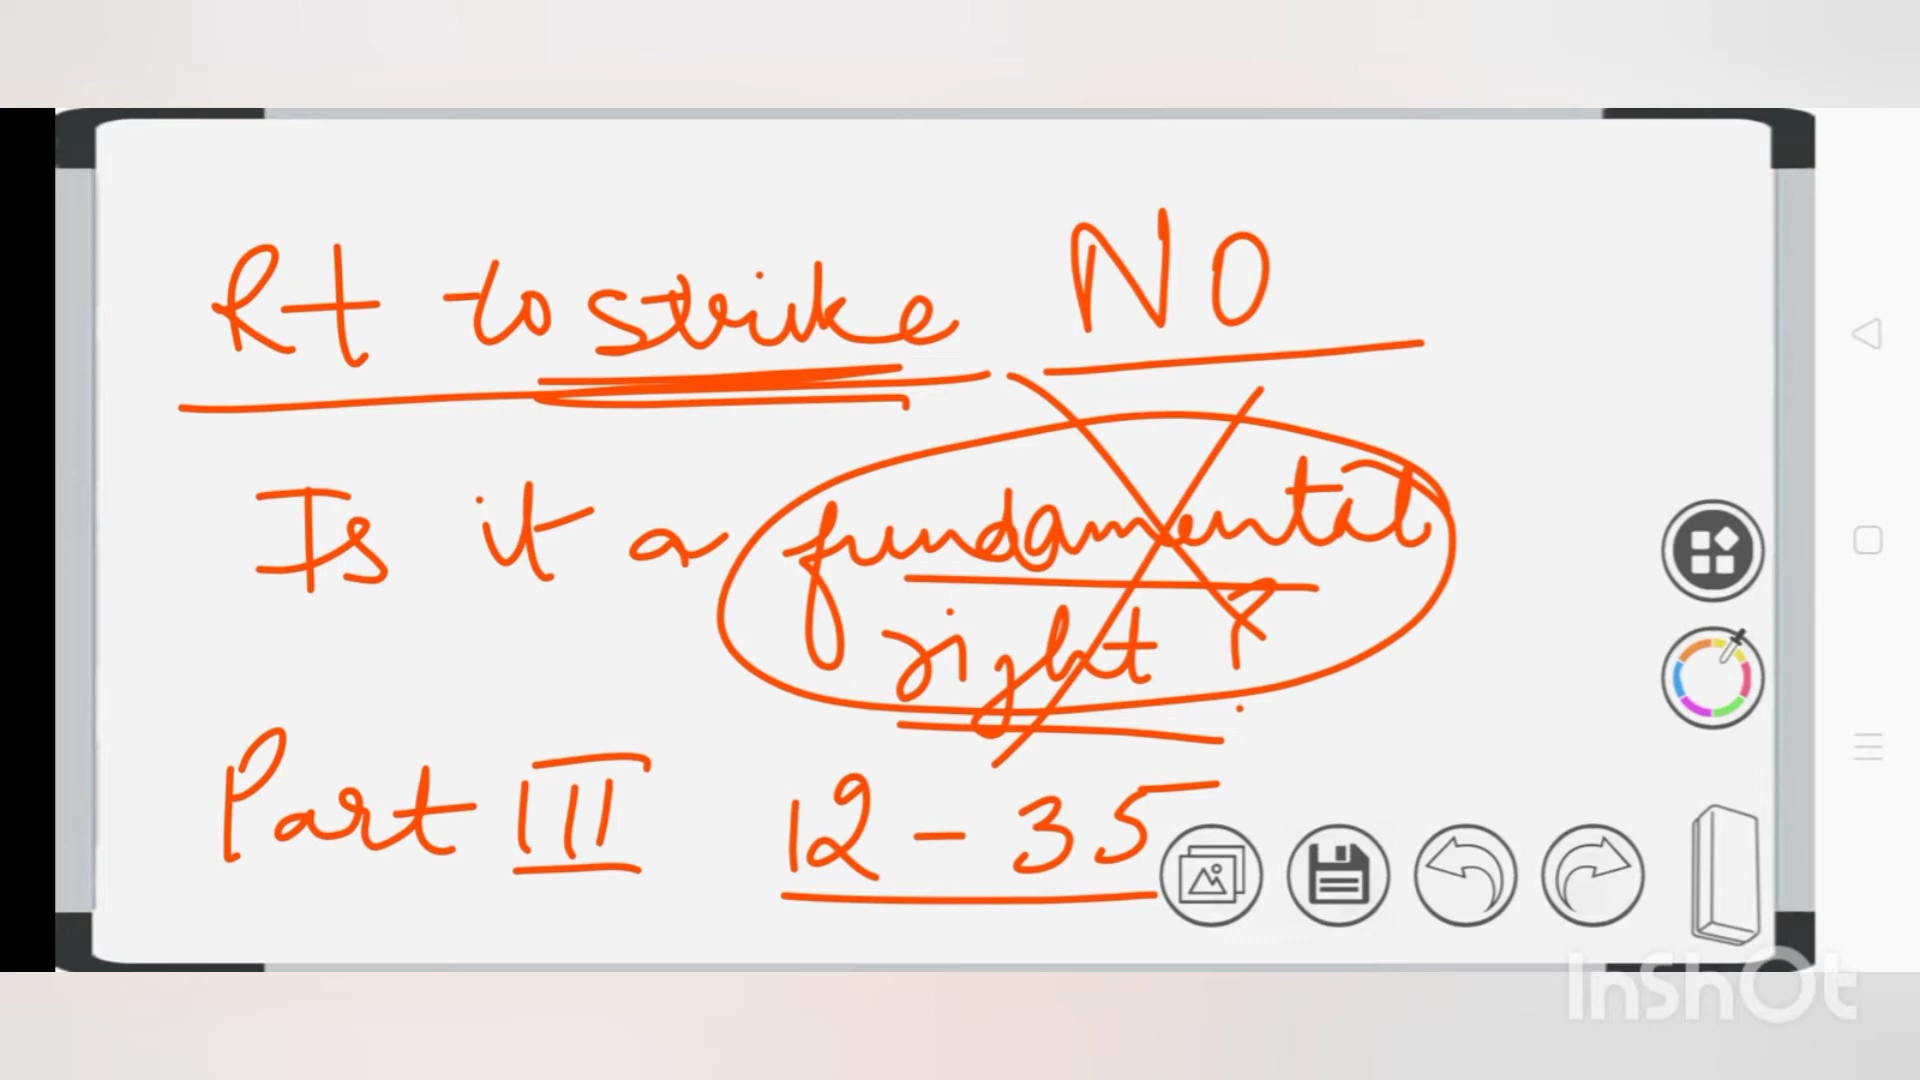 Rt to strike NO
Is it a fundamental
right ?
Part III 12 - 35
InShOt